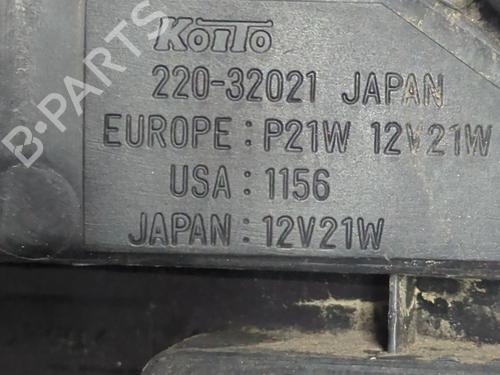 KOITO
220-32021 JAPAN
EUROPE: P21W 12V21W
USA: 1156
JAPAN: 12V21W
B-PARTS